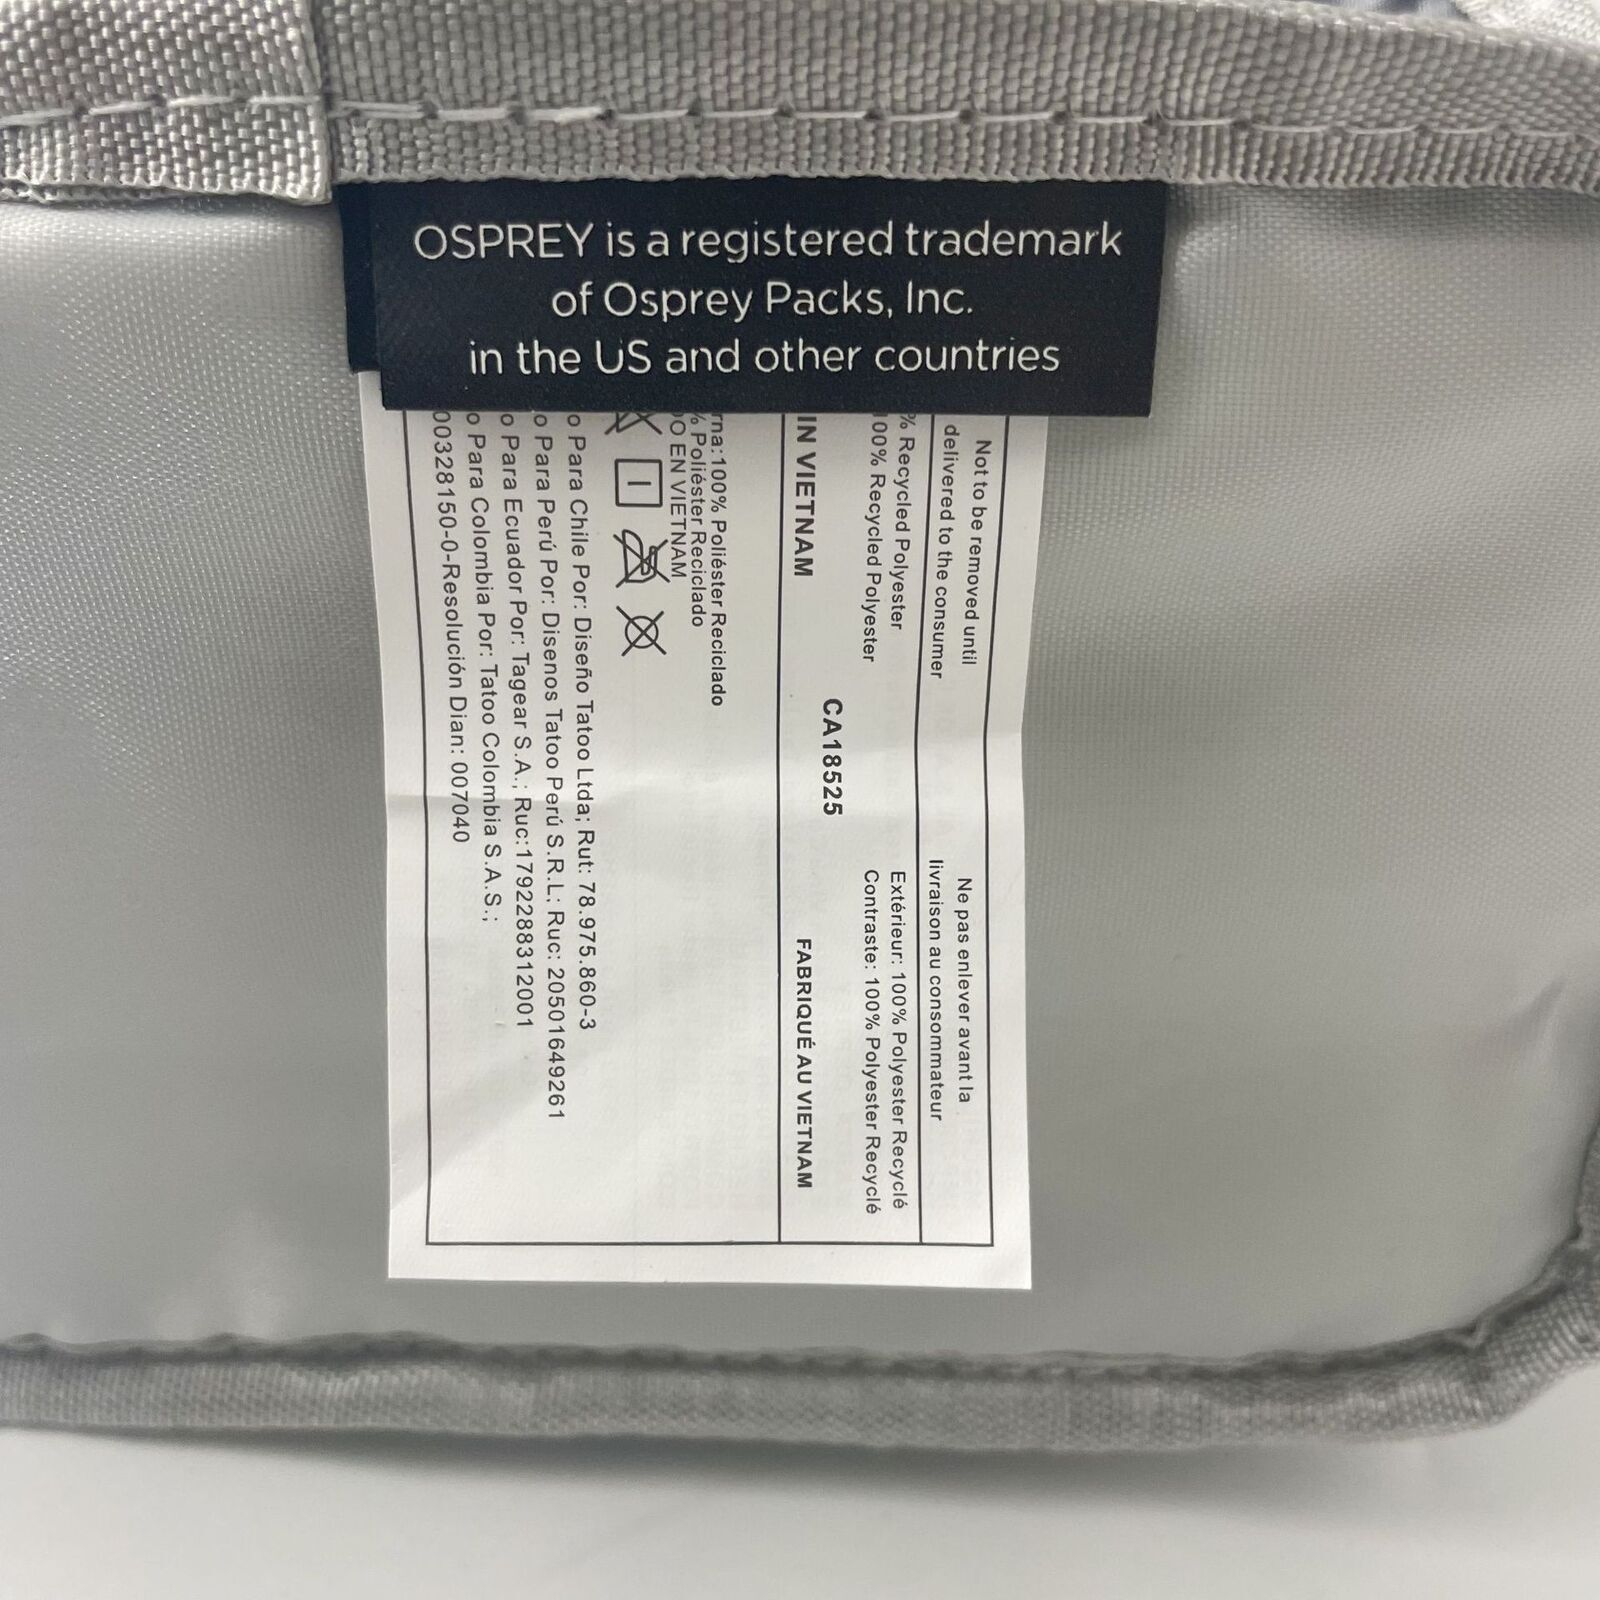 OSPREY is a registered trademark
of Osprey Packs, Inc.
in the US and other countries
Not to be removed until
delivered to the consumer
Ne pas enlever avant la
livraison au consommateur
% Recycled Polyester
100% Recycled Polyester
Extérieur: 100% Polyester Recyclé
Contraste: 100% Polyester Recyclé
CA18525
IN VIETNAM
FABRIQUÉ AU VIETNAM
rna:100% Poliéster Reciclado
% Poliéster Reciclado
DO EN VIETNAM
o Para Chile Por: Diseño Tatoo Ltda; Rut: 78.975.860-3
o Para Perú Por: Disenos Tatoo Perú S.R.L; Ruc: 20501649261
o Para Ecuador Por: Tagear S.A.; Ruc:1792288312001
o Para Colombia Por: Tatoo Colombia S.A.S.;
00328150-0-Resolución Dian: 007040